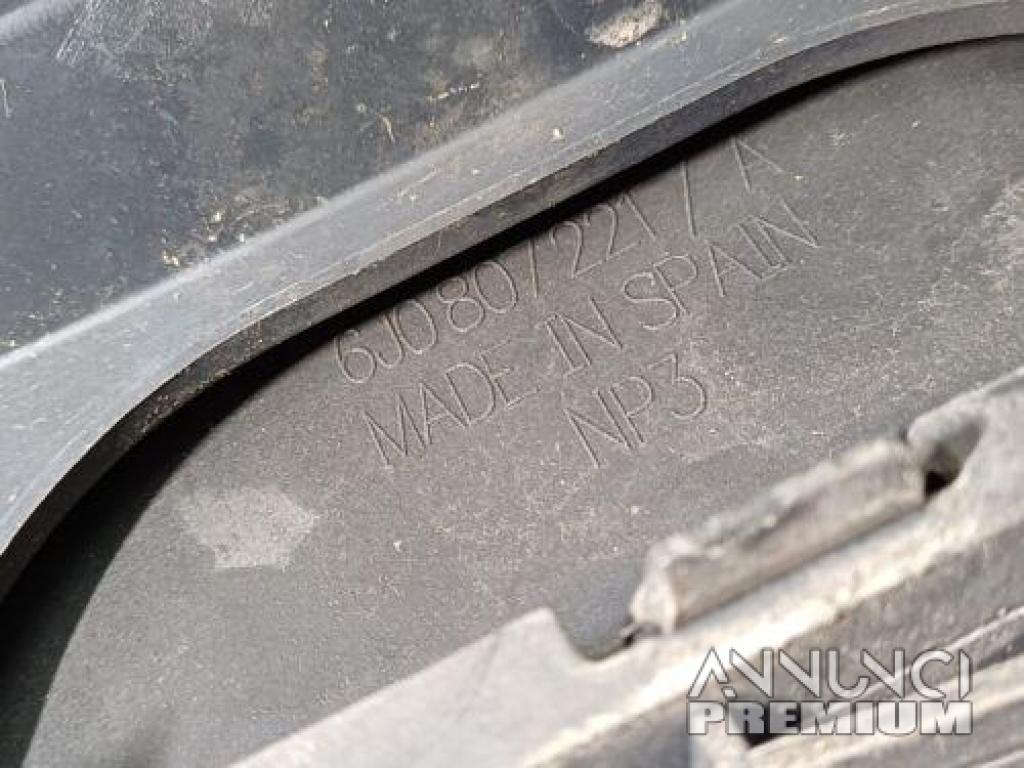 6J0 807 221 / A
MADE IN SPAIN
NP3
ANNUNCI
PREMIUM